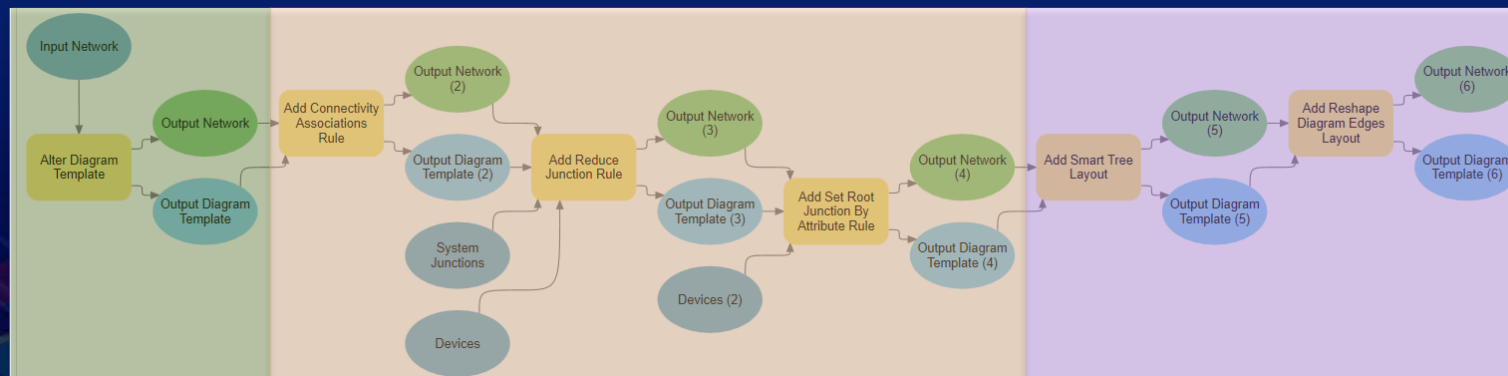 Input Network
Alter Diagram
Template
Output Network
Output Diagram
Template
Add Connectivity
Associations
Rule
Output Network
(2)
Output Diagram
Template (2)
System
Junctions
Devices
Add Reduce
Junction Rule
Output Network
(3)
Output Diagram
Template (3)
Devices (2)
Add Set Root
Junction By
Attribute Rule
Output Network
(4)
Output Diagram
Template (4)
Add Smart Tree
Layout
Output Network
(5)
Output Diagram
Template (5)
Add Reshape
Diagram Edges
Layout
Output Network
(6)
Output Diagram
Template (6)